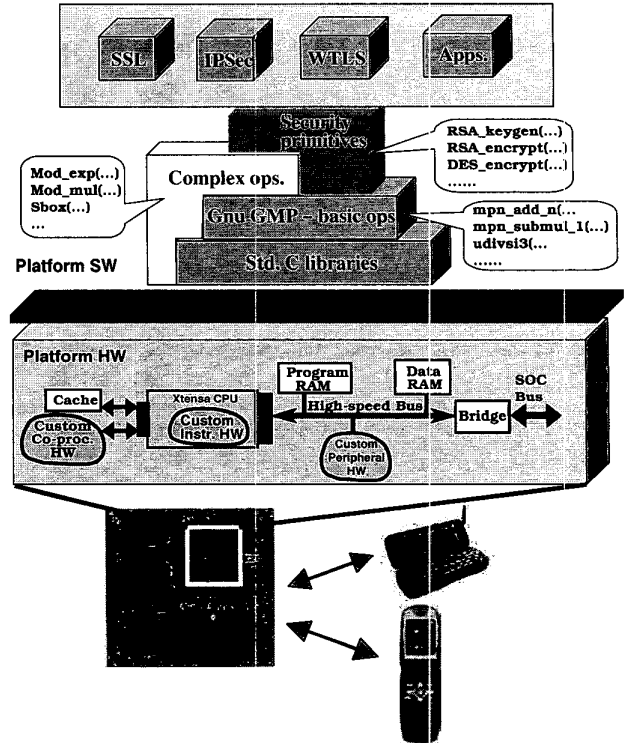 SSL
IPSec
WTLS
Apps.
Security
primitives
RSA_keygen(...)
RSA_encrypt(...)
DES_encrypt(...)
......
Mod_exp(...)
Mod_mul(...)
Sbox(...)
...
Complex ops.
Gnu GMP – basic ops
mpn_add_n(...
mpn_submul_1(...)
udivsi3(...
......
Platform SW
Std. C libraries
Platform HW
Cache
Custom
Co-proc.
HW
Xtensa CPU
Custom
Instr. HW
Program
RAM
Data
RAM
High-speed Bus
Custom
Peripheral
HW
Bridge
SOC
Bus